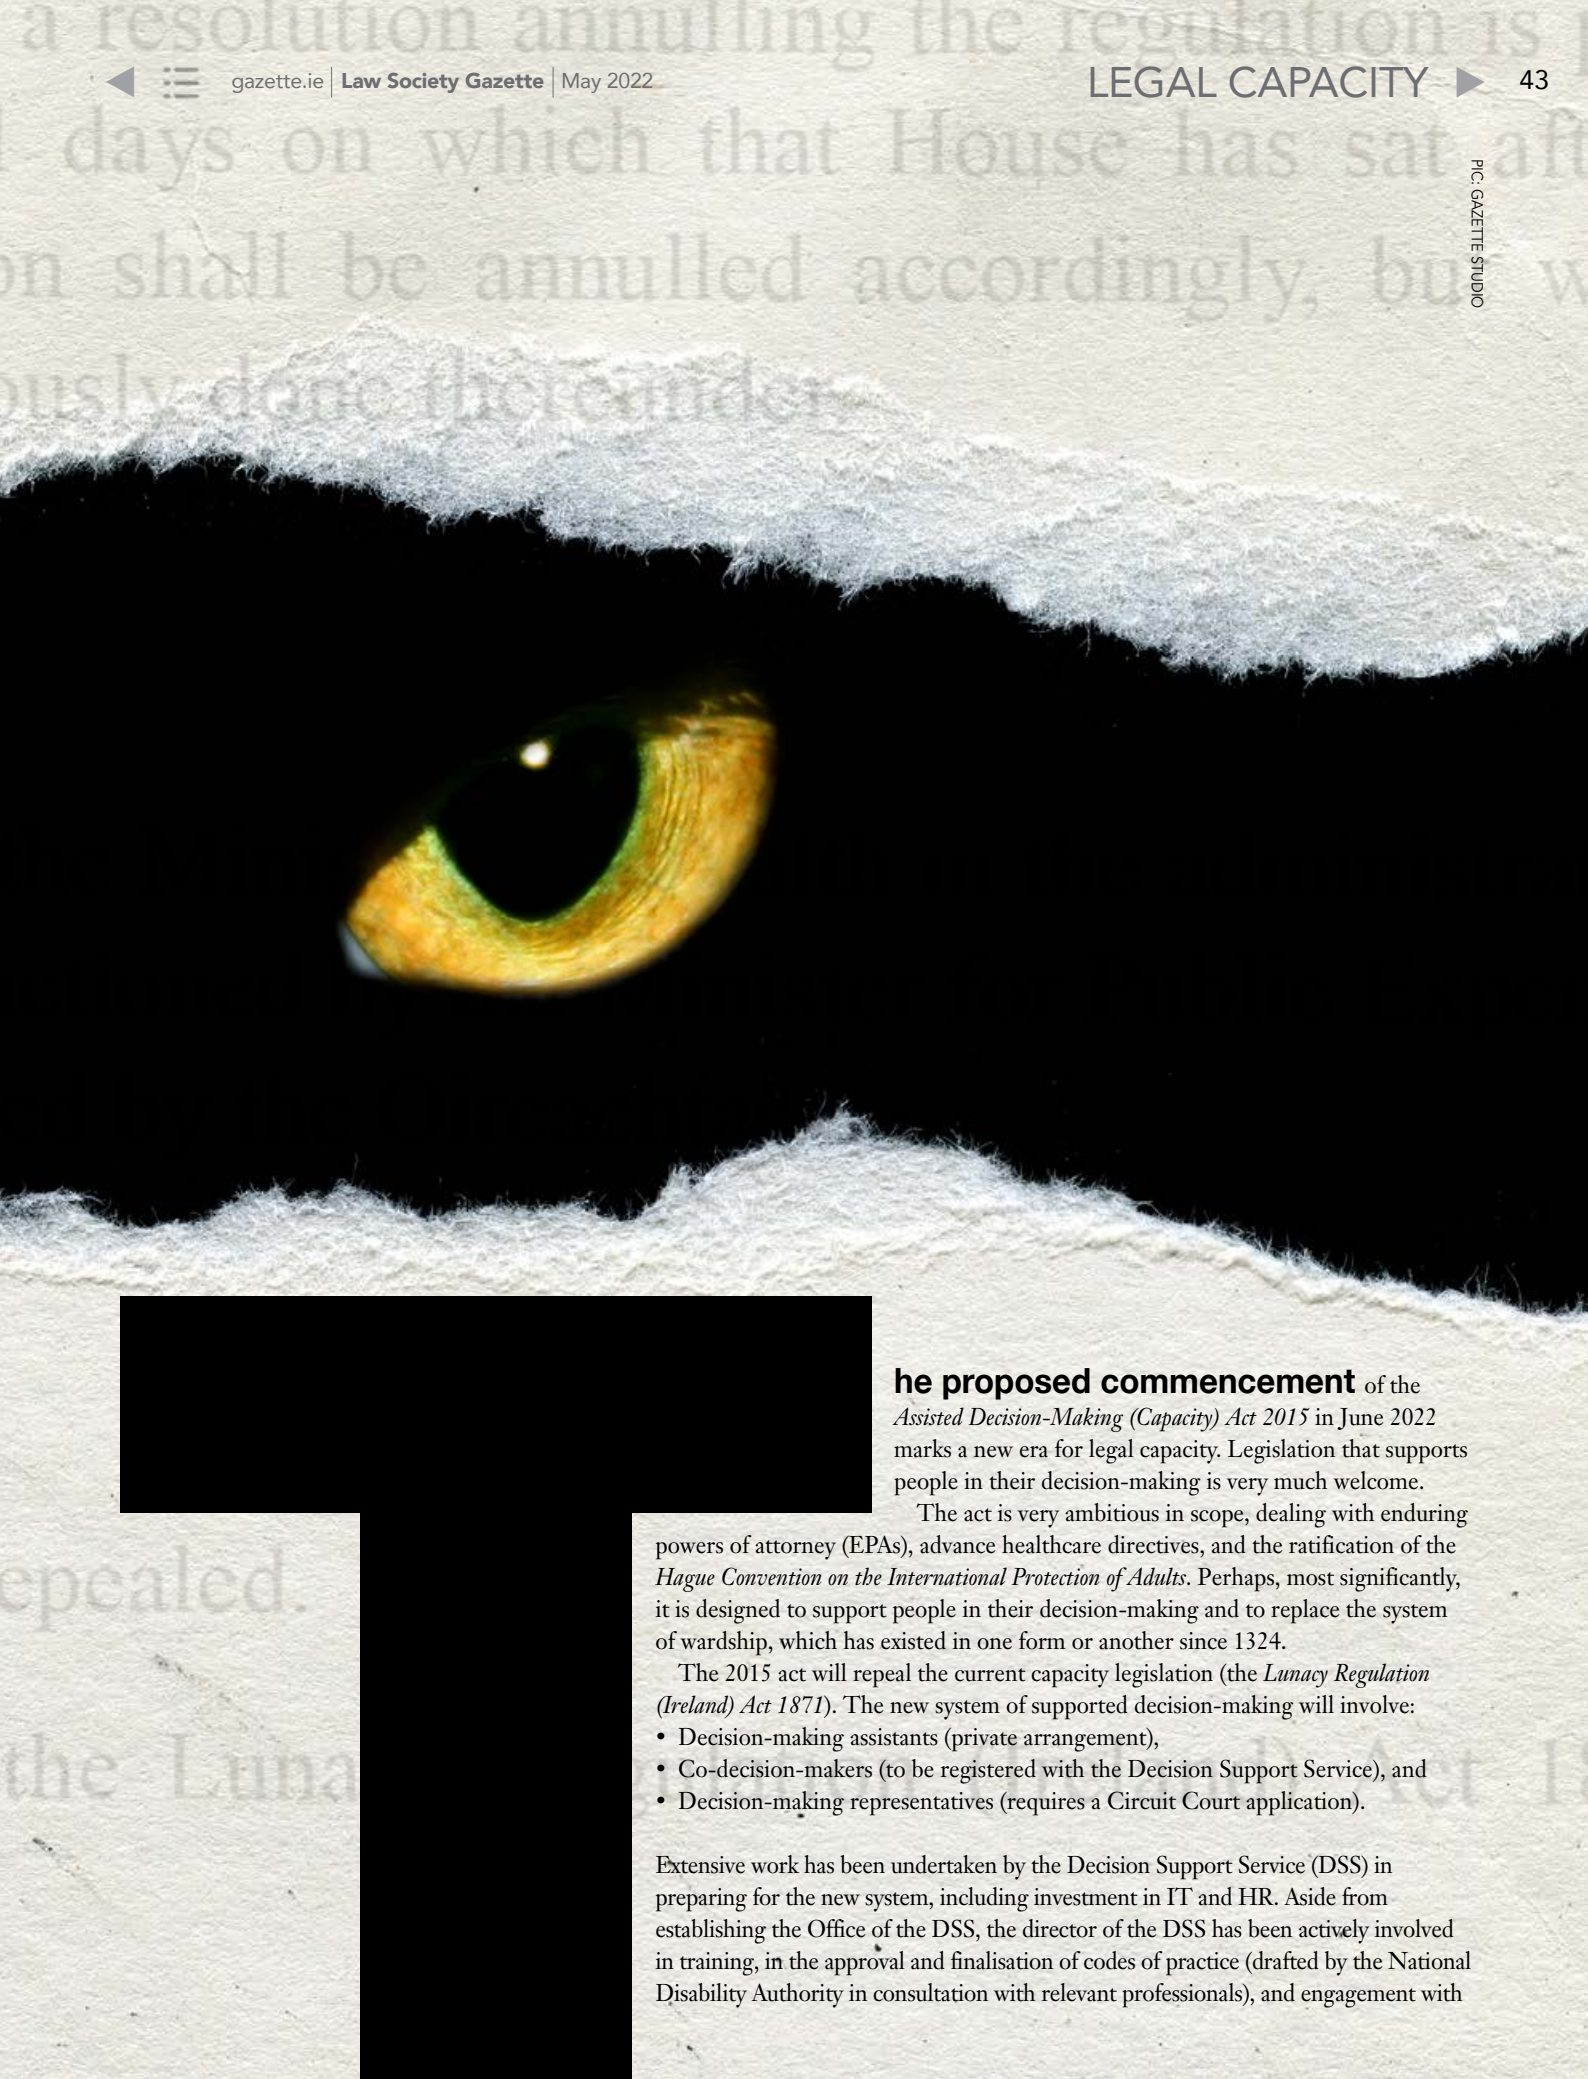 a resolution annulling the regulation is
gazette.ie | Law Society Gazette | May 2022
LEGAL CAPACITY
43
days on which that House has sat
PIC: GAZETTE STUDIO
on shall be annulled accordingly, but
ously done thereunder.
The proposed commencement of the
Assisted Decision-Making (Capacity) Act 2015 in June 2022
marks a new era for legal capacity. Legislation that supports
people in their decision-making is very much welcome.
The act is very ambitious in scope, dealing with enduring
powers of attorney (EPAs), advance healthcare directives, and the ratification of the
Hague Convention on the International Protection of Adults. Perhaps, most significantly,
it is designed to support people in their decision-making and to replace the system
of wardship, which has existed in one form or another since 1324.
The 2015 act will repeal the current capacity legislation (the Lunacy Regulation
(Ireland) Act 1871). The new system of supported decision-making will involve:
• Decision-making assistants (private arrangement),
• Co-decision-makers (to be registered with the Decision Support Service), and
• Decision-making representatives (requires a Circuit Court application).
Extensive work has been undertaken by the Decision Support Service (DSS) in
preparing for the new system, including investment in IT and HR. Aside from
establishing the Office of the DSS, the director of the DSS has been actively involved
in training, in the approval and finalisation of codes of practice (drafted by the National
Disability Authority in consultation with relevant professionals), and engagement with
epealed.
the Luna
Act